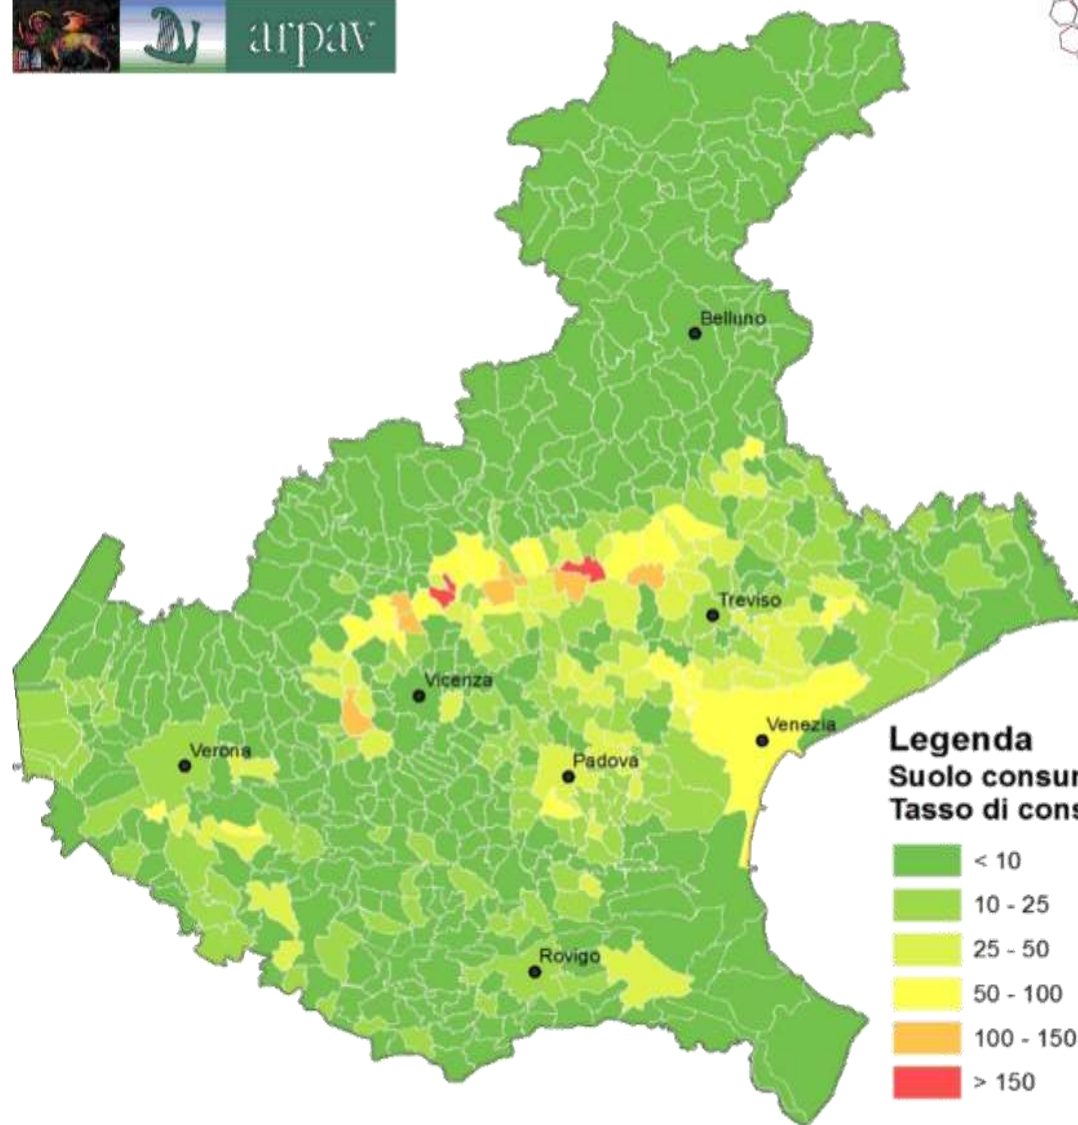 arpav
Belluno
Treviso
Vicenza
Venezia
Verona
Padova
Rovigo
Legenda
Suolo consur
Tasso di cons
< 10
10 - 25
25 - 50
50 - 100
100 - 150
> 150